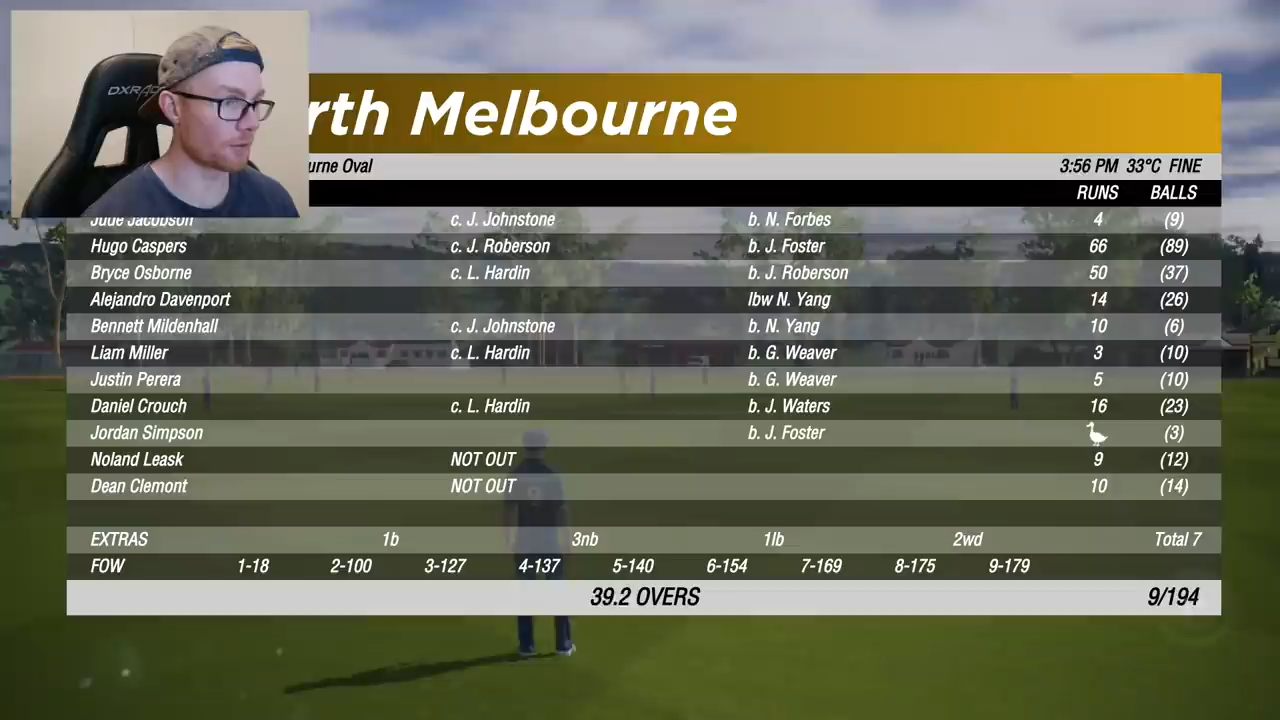 DXRA
rth Melbourne
urne Oval 3:56 PM 33°C FINE
RUNS BALLS
Jude Jacobson c. J. Johnstone b. N. Forbes 4 (9)
Hugo Caspers c. J. Roberson b. J. Foster 66 (89)
Bryce Osborne c. L. Hardin b. J. Roberson 50 (37)
Alejandro Davenport lbw N. Yang 14 (26)
Bennett Mildenhall c. J. Johnstone b. N. Yang 10 (6)
Liam Miller c. L. Hardin b. G. Weaver 3 (10)
Justin Perera b. G. Weaver 5 (10)
Daniel Crouch c. L. Hardin b. J. Waters 16 (23)
Jordan Simpson b. J. Foster (3)
Noland Leask NOT OUT 9 (12)
Dean Clemont NOT OUT 10 (14)
EXTRAS 1b 3nb 1lb 2wd Total 7
FOW 1-18 2-100 3-127 4-137 5-140 6-154 7-169 8-175 9-179
39.2 OVERS 9/194